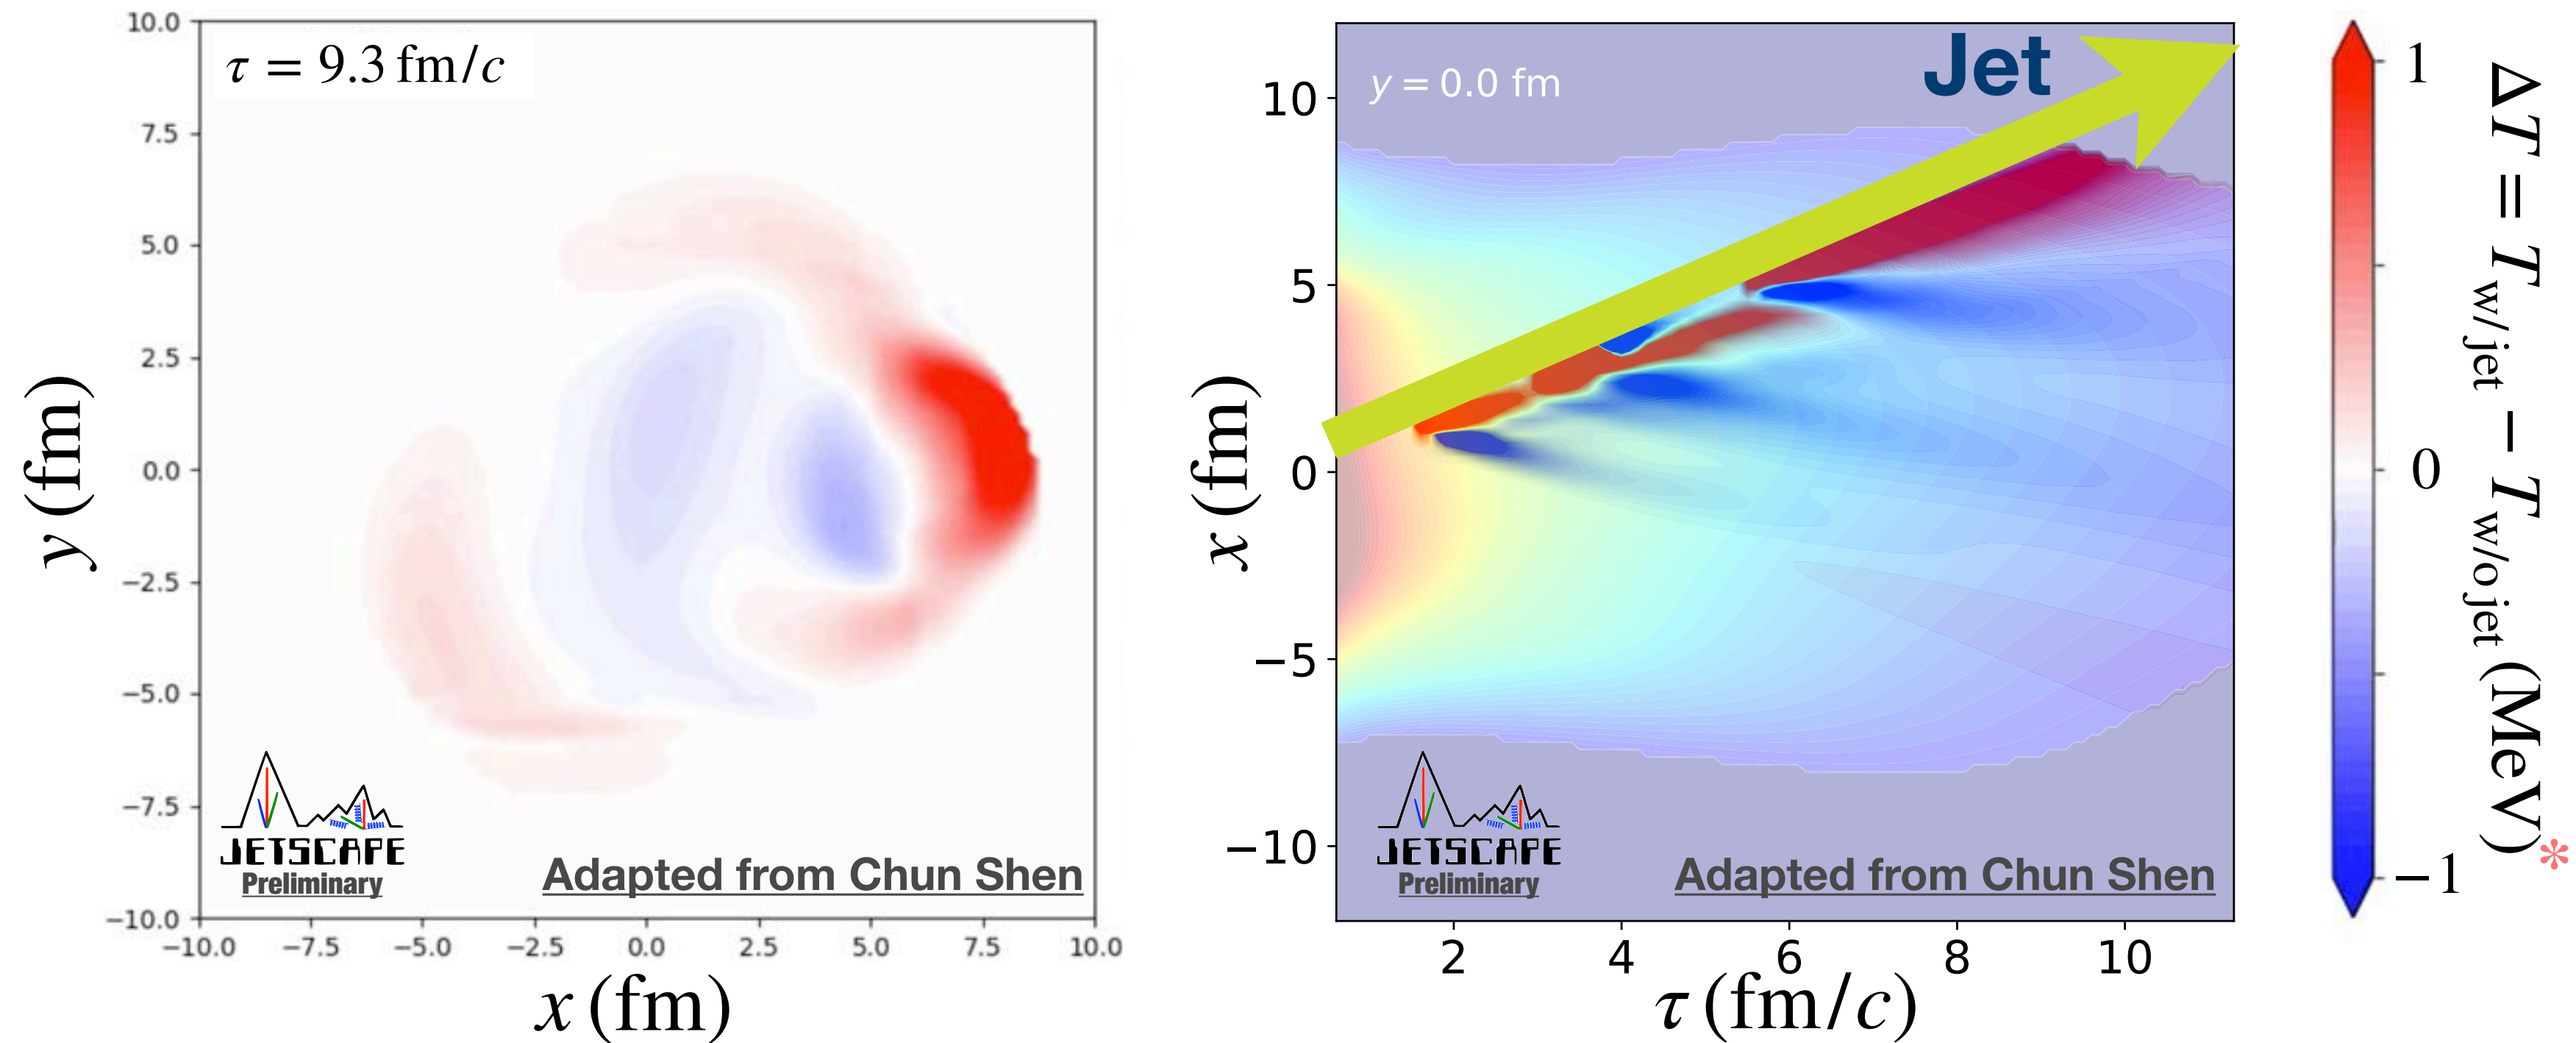 10.0
7.5
5.0
2.5
0.0
−2.5
−5.0
−7.5
−10.0
y (fm)
τ = 9.3 fm/c
JETSCAPE
Preliminary
Adapted from Chun Shen
−10.0 −7.5 −5.0 −2.5 0.0 2.5 5.0 7.5 10.0
x (fm)
10
5
0
−5
−10
x (fm)
y = 0.0 fm
Jet
JETSCAPE
Preliminary
Adapted from Chun Shen
2 4 6 8 10
τ (fm/c)
1
0
−1
ΔT = T w/ jet − T w/o jet (MeV)*